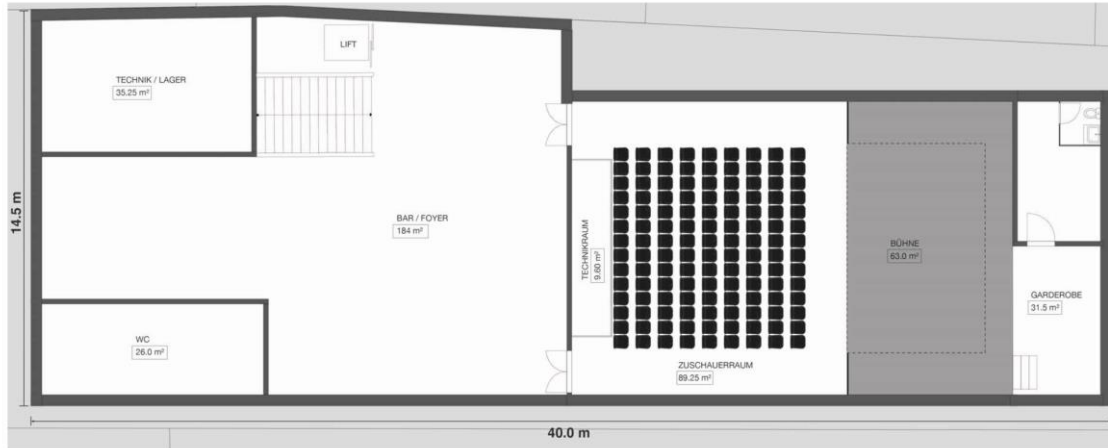 LIFT
TECHNIK / LAGER
35.25 m²
14.5 m
BAR / FOYER
184 m²
TECHNIKRAUM
9.60 m²
BÜHNE
63.0 m²
GARDEROBE
31.5 m²
WC
26.0 m²
ZUSCHAUERRAUM
89.25 m²
40.0 m